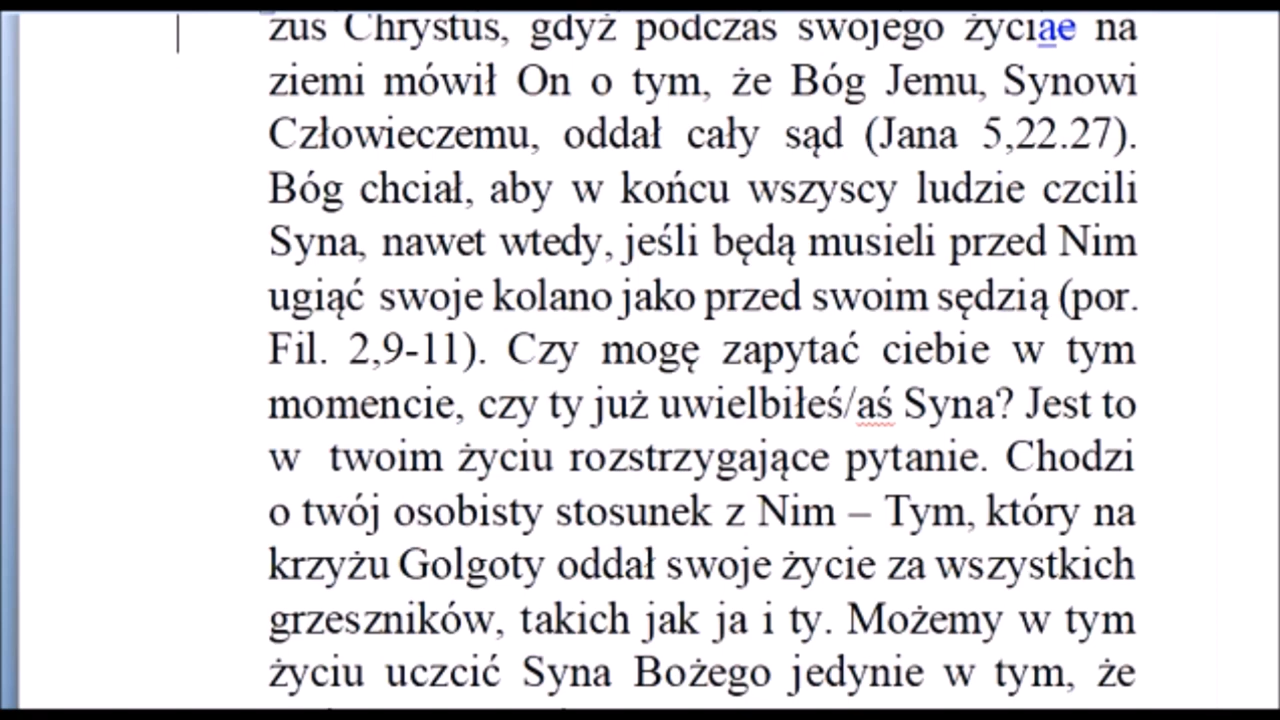 zus Chrystus, gdyż podczas swojego życiae na
ziemi mówił On o tym, że Bóg Jemu, Synowi
Człowieczemu, oddał cały sąd (Jana 5,22.27).
Bóg chciał, aby w końcu wszyscy ludzie czcili
Syna, nawet wtedy, jeśli będą musieli przed Nim
ugiąć swoje kolano jako przed swoim sędzią (por.
Fil. 2,9-11). Czy mogę zapytać ciebie w tym
momencie, czy ty już uwielbiłeś/aś Syna? Jest to
w twoim życiu rozstrzygające pytanie. Chodzi
o twój osobisty stosunek z Nim – Tym, który na
krzyżu Golgoty oddał swoje życie za wszystkich
grzeszników, takich jak ja i ty. Możemy w tym
życiu uczcić Syna Bożego jedynie w tym, że